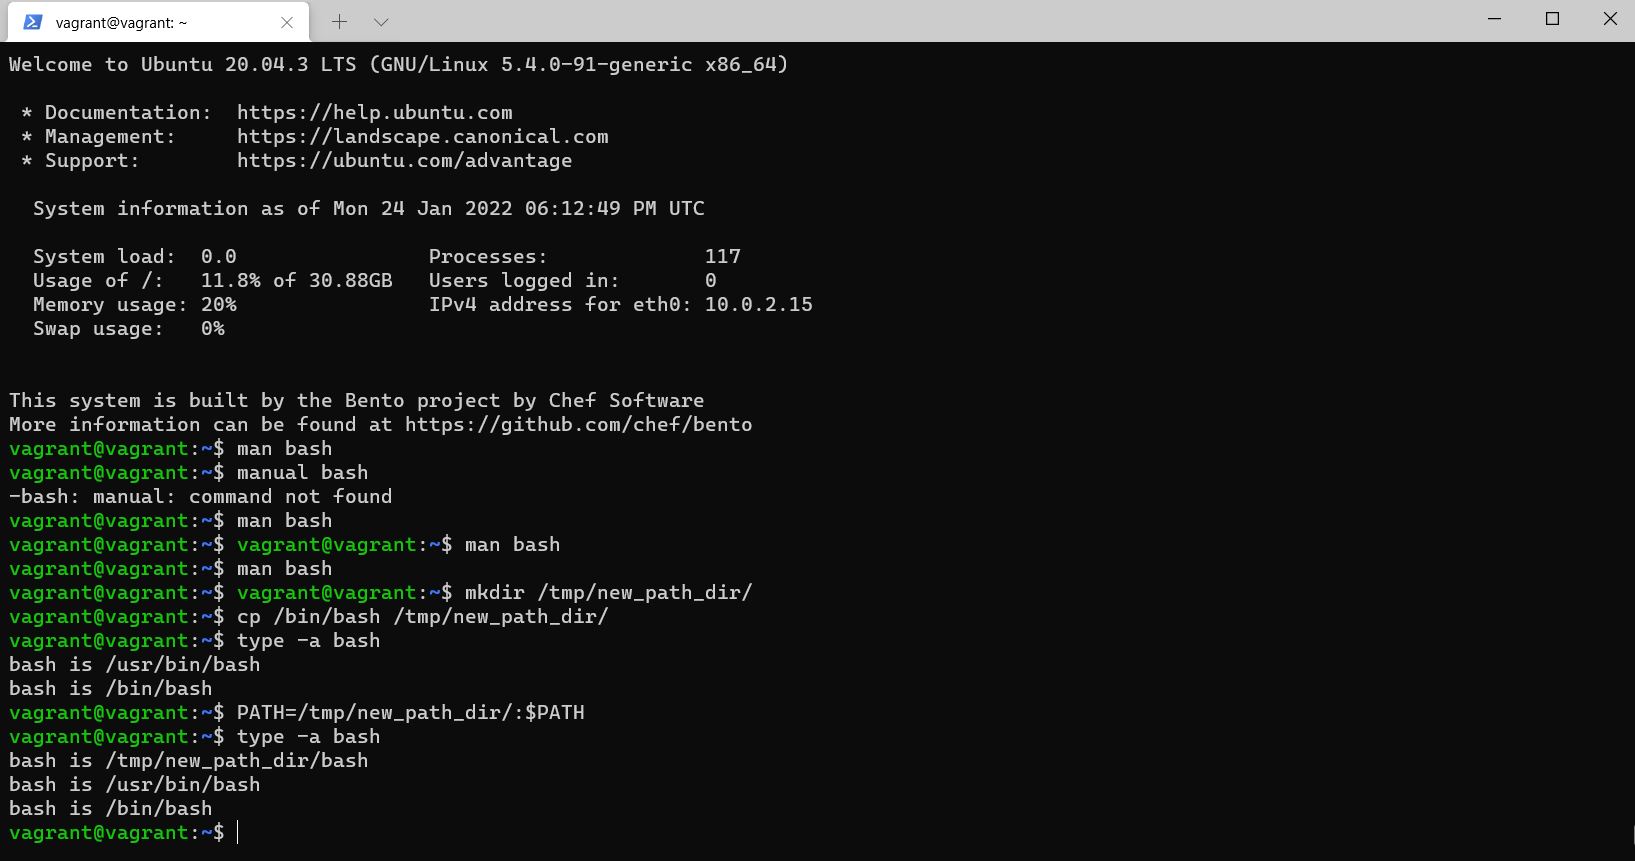 vagrant@vagrant: ~
Welcome to Ubuntu 20.04.3 LTS (GNU/Linux 5.4.0-91-generic x86_64)
* Documentation: https://help.ubuntu.com
* Management: https://landscape.canonical.com
* Support: https://ubuntu.com/advantage
System information as of Mon 24 Jan 2022 06:12:49 PM UTC
System load: 0.0 Processes: 117
Usage of /: 11.8% of 30.88GB Users logged in: 0
Memory usage: 20% IPv4 address for eth0: 10.0.2.15
Swap usage: 0%
This system is built by the Bento project by Chef Software
More information can be found at https://github.com/chef/bento
vagrant@vagrant:~$ man bash
vagrant@vagrant:~$ manual bash
-bash: manual: command not found
vagrant@vagrant:~$ man bash
vagrant@vagrant:~$ vagrant@vagrant:~$ man bash
vagrant@vagrant:~$ man bash
vagrant@vagrant:~$ vagrant@vagrant:~$ mkdir /tmp/new_path_dir/
vagrant@vagrant:~$ cp /bin/bash /tmp/new_path_dir/
vagrant@vagrant:~$ type -a bash
bash is /usr/bin/bash
bash is /bin/bash
vagrant@vagrant:~$ PATH=/tmp/new_path_dir/:$PATH
vagrant@vagrant:~$ type -a bash
bash is /tmp/new_path_dir/bash
bash is /usr/bin/bash
bash is /bin/bash
vagrant@vagrant:~$